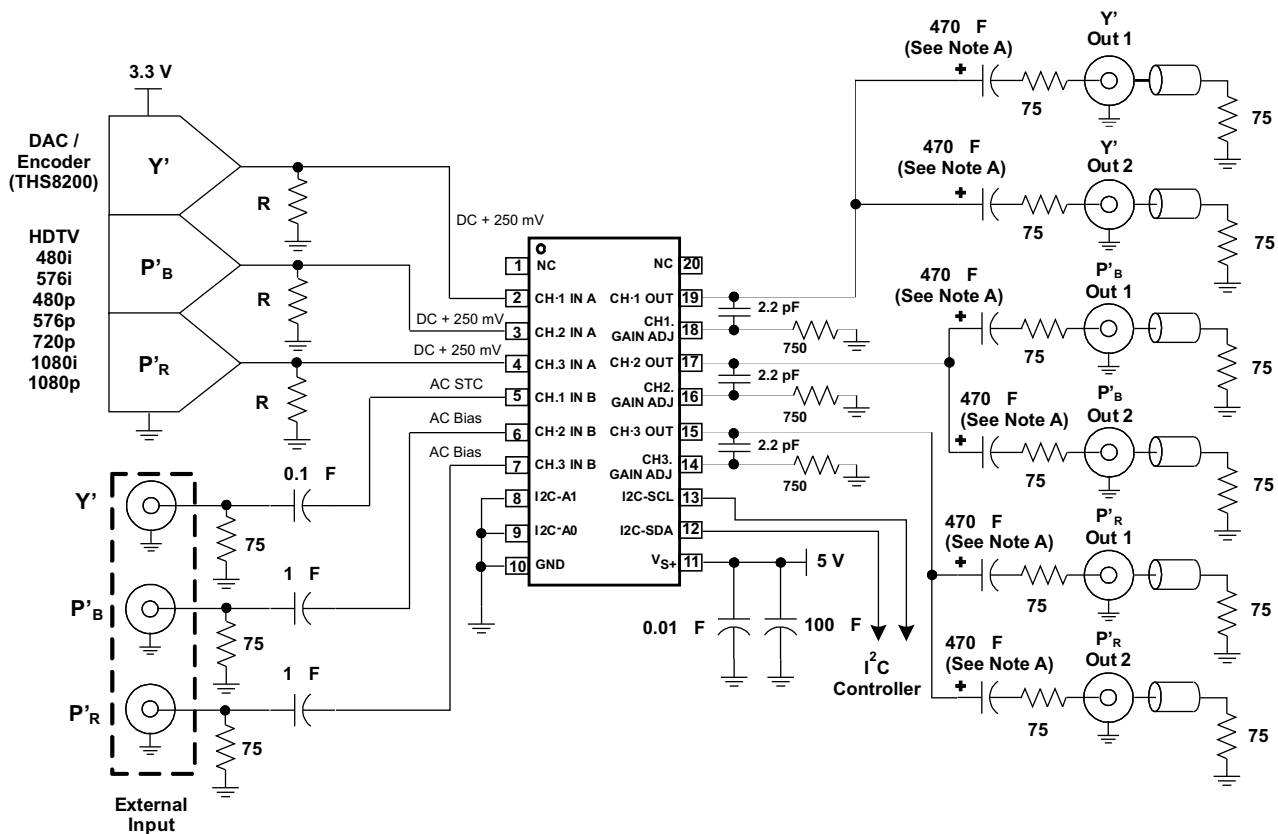 3.3 V
DAC /
Encoder
(THS8200)
HDTV
480i
576i
480p
576p
720p
1080i
1080p
Y'
P'B
P'R
R
R
R
DC + 250 mV
DC + 250 mV
DC + 250 mV
AC STC
AC Bias
AC Bias
Y'
P'B
P'R
0.1 F
1 F
1 F
75
75
75
External
Input
O
1 NC
2 CH·1 IN A
3 CH.2 IN A
4 CH.3 IN A
5 CH.1 IN B
6 CH·2 IN B
7 CH.3 IN B
8 I2C-A1
9 I2C-A0
10 GND
NC 20
CH·1 OUT 19
CH1.
GAIN ADJ 18
CH·2 OUT 17
CH2.
GAIN ADJ 16
CH·3 OUT 15
CH3.
GAIN ADJ 14
I2C-SCL 13
I2C-SDA 12
VS+ 11
2.2 pF
750
2.2 pF
750
2.2 pF
750
5 V
0.01 F
100 F
I2C
Controller
470 F
(See Note A)
+
75
Y'
Out 1
75
470 F
(See Note A)
+
75
Y'
Out 2
75
470 F
(See Note A)
+
75
P'B
Out 1
75
470 F
(See Note A)
+
75
P'B
Out 2
75
470 F
(See Note A)
+
75
P'R
Out 1
75
470 F
(See Note A)
+
75
P'R
Out 2
75